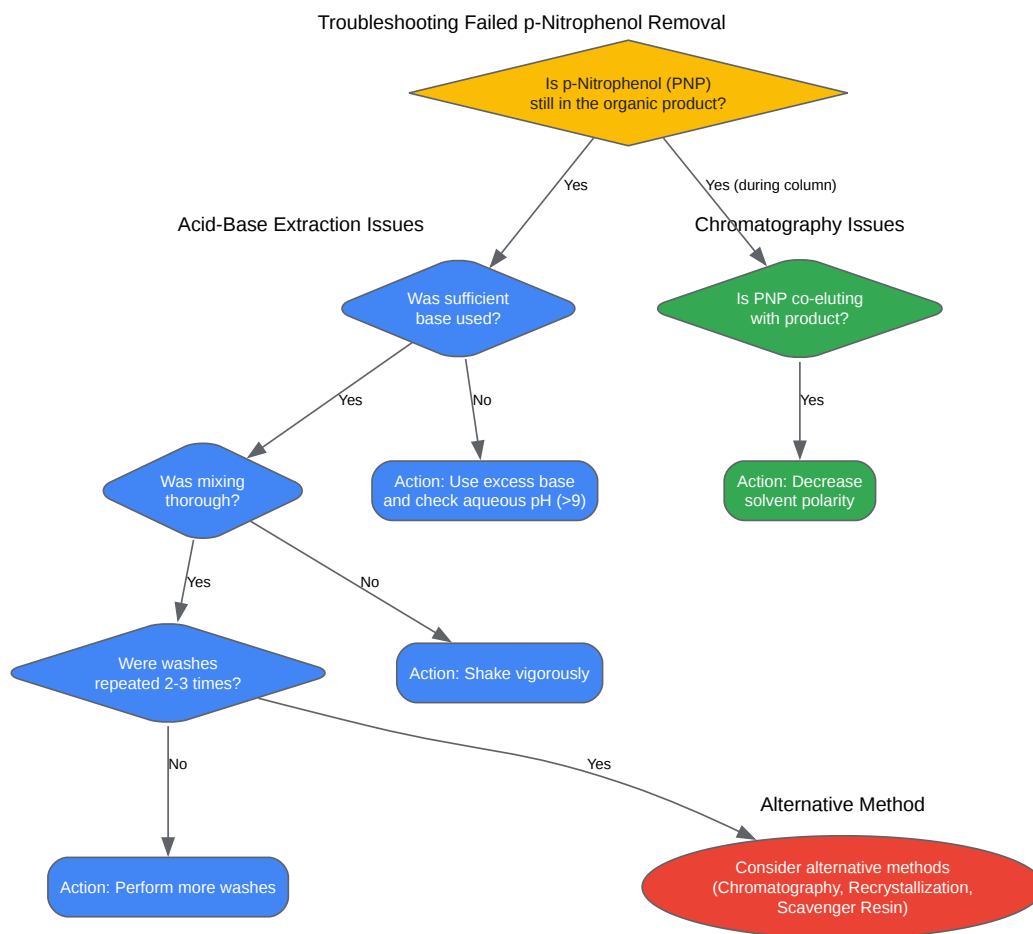 Troubleshooting Failed p-Nitrophenol Removal
Is p-Nitrophenol (PNP)
still in the organic product?
Yes
Yes (during column)
Acid-Base Extraction Issues
Chromatography Issues
Was sufficient
base used?
Is PNP co-eluting
with product?
Yes
No
Yes
Was mixing
thorough?
Action: Use excess base
and check aqueous pH (>9)
Action: Decrease
solvent polarity
Yes
No
Were washes
repeated 2-3 times?
Action: Shake vigorously
No
Yes
Alternative Method
Action: Perform more washes
Consider alternative methods
(Chromatography, Recrystallization,
Scavenger Resin)